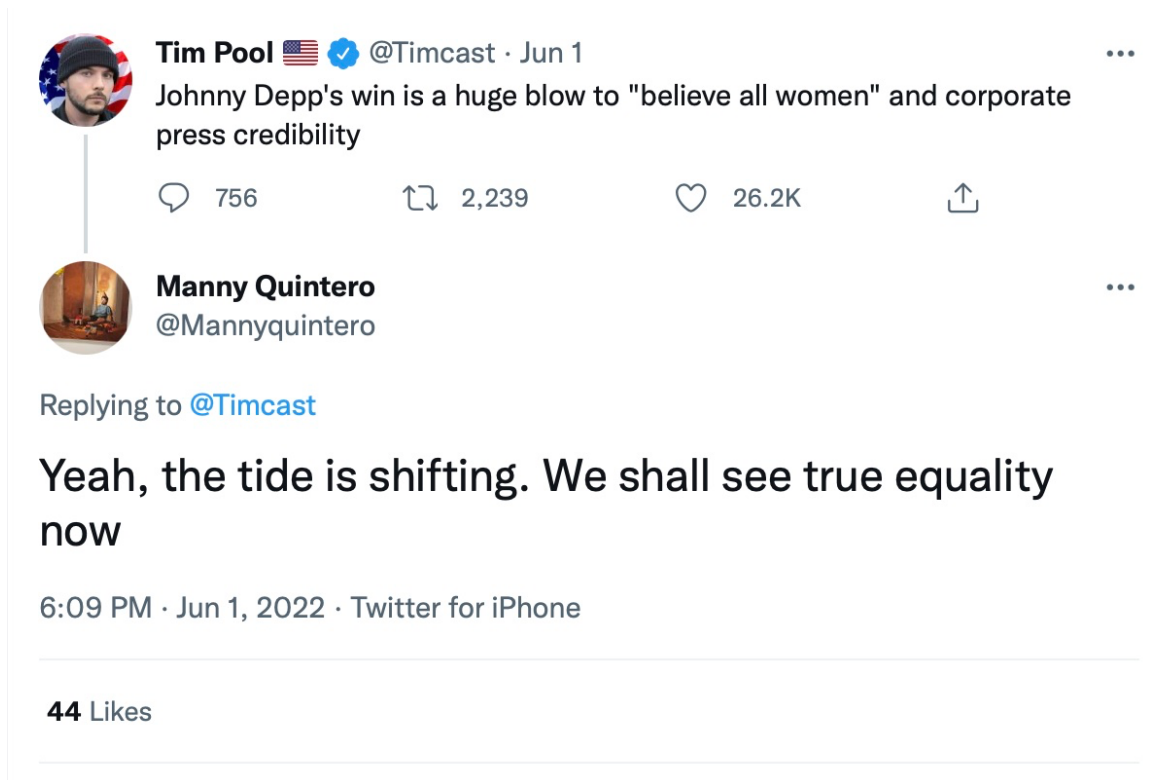 Tim Pool 🇺🇸 @Timcast · Jun 1
Johnny Depp's win is a huge blow to "believe all women" and corporate
press credibility
756 2,239 26.2K
Manny Quintero
@Mannyquintero
Replying to @Timcast
Yeah, the tide is shifting. We shall see true equality
now
6:09 PM · Jun 1, 2022 · Twitter for iPhone
44 Likes